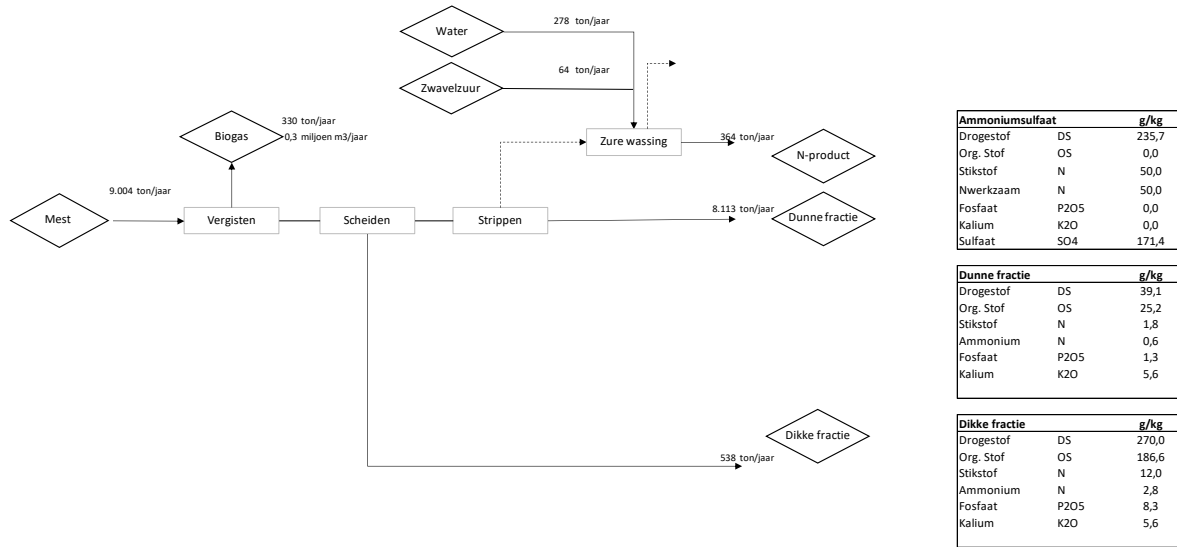 278 ton/jaar
Water
64 ton/jaar
Zwavelzuur
330 ton/jaar
Biogas
0,3 miljoen m3/jaar
Zure wassing
364 ton/jaar
N-product
9.004 ton/jaar
Mest
Vergisten
Scheiden
Strippen
8.113 ton/jaar
Dunne fractie
Dikke fractie
538 ton/jaar
Ammoniumsulfaat g/kg
Drogestof DS 235,7
Org. Stof OS 0,0
Stikstof N 50,0
Nwerkzaam N 50,0
Fosfaat P2O5 0,0
Kalium K2O 0,0
Sulfaat SO4 171,4
Dunne fractie g/kg
Drogestof DS 39,1
Org. Stof OS 25,2
Stikstof N 1,8
Ammonium N 0,6
Fosfaat P2O5 1,3
Kalium K2O 5,6
Dikke fractie g/kg
Drogestof DS 270,0
Org. Stof OS 186,6
Stikstof N 12,0
Ammonium N 2,8
Fosfaat P2O5 8,3
Kalium K2O 5,6